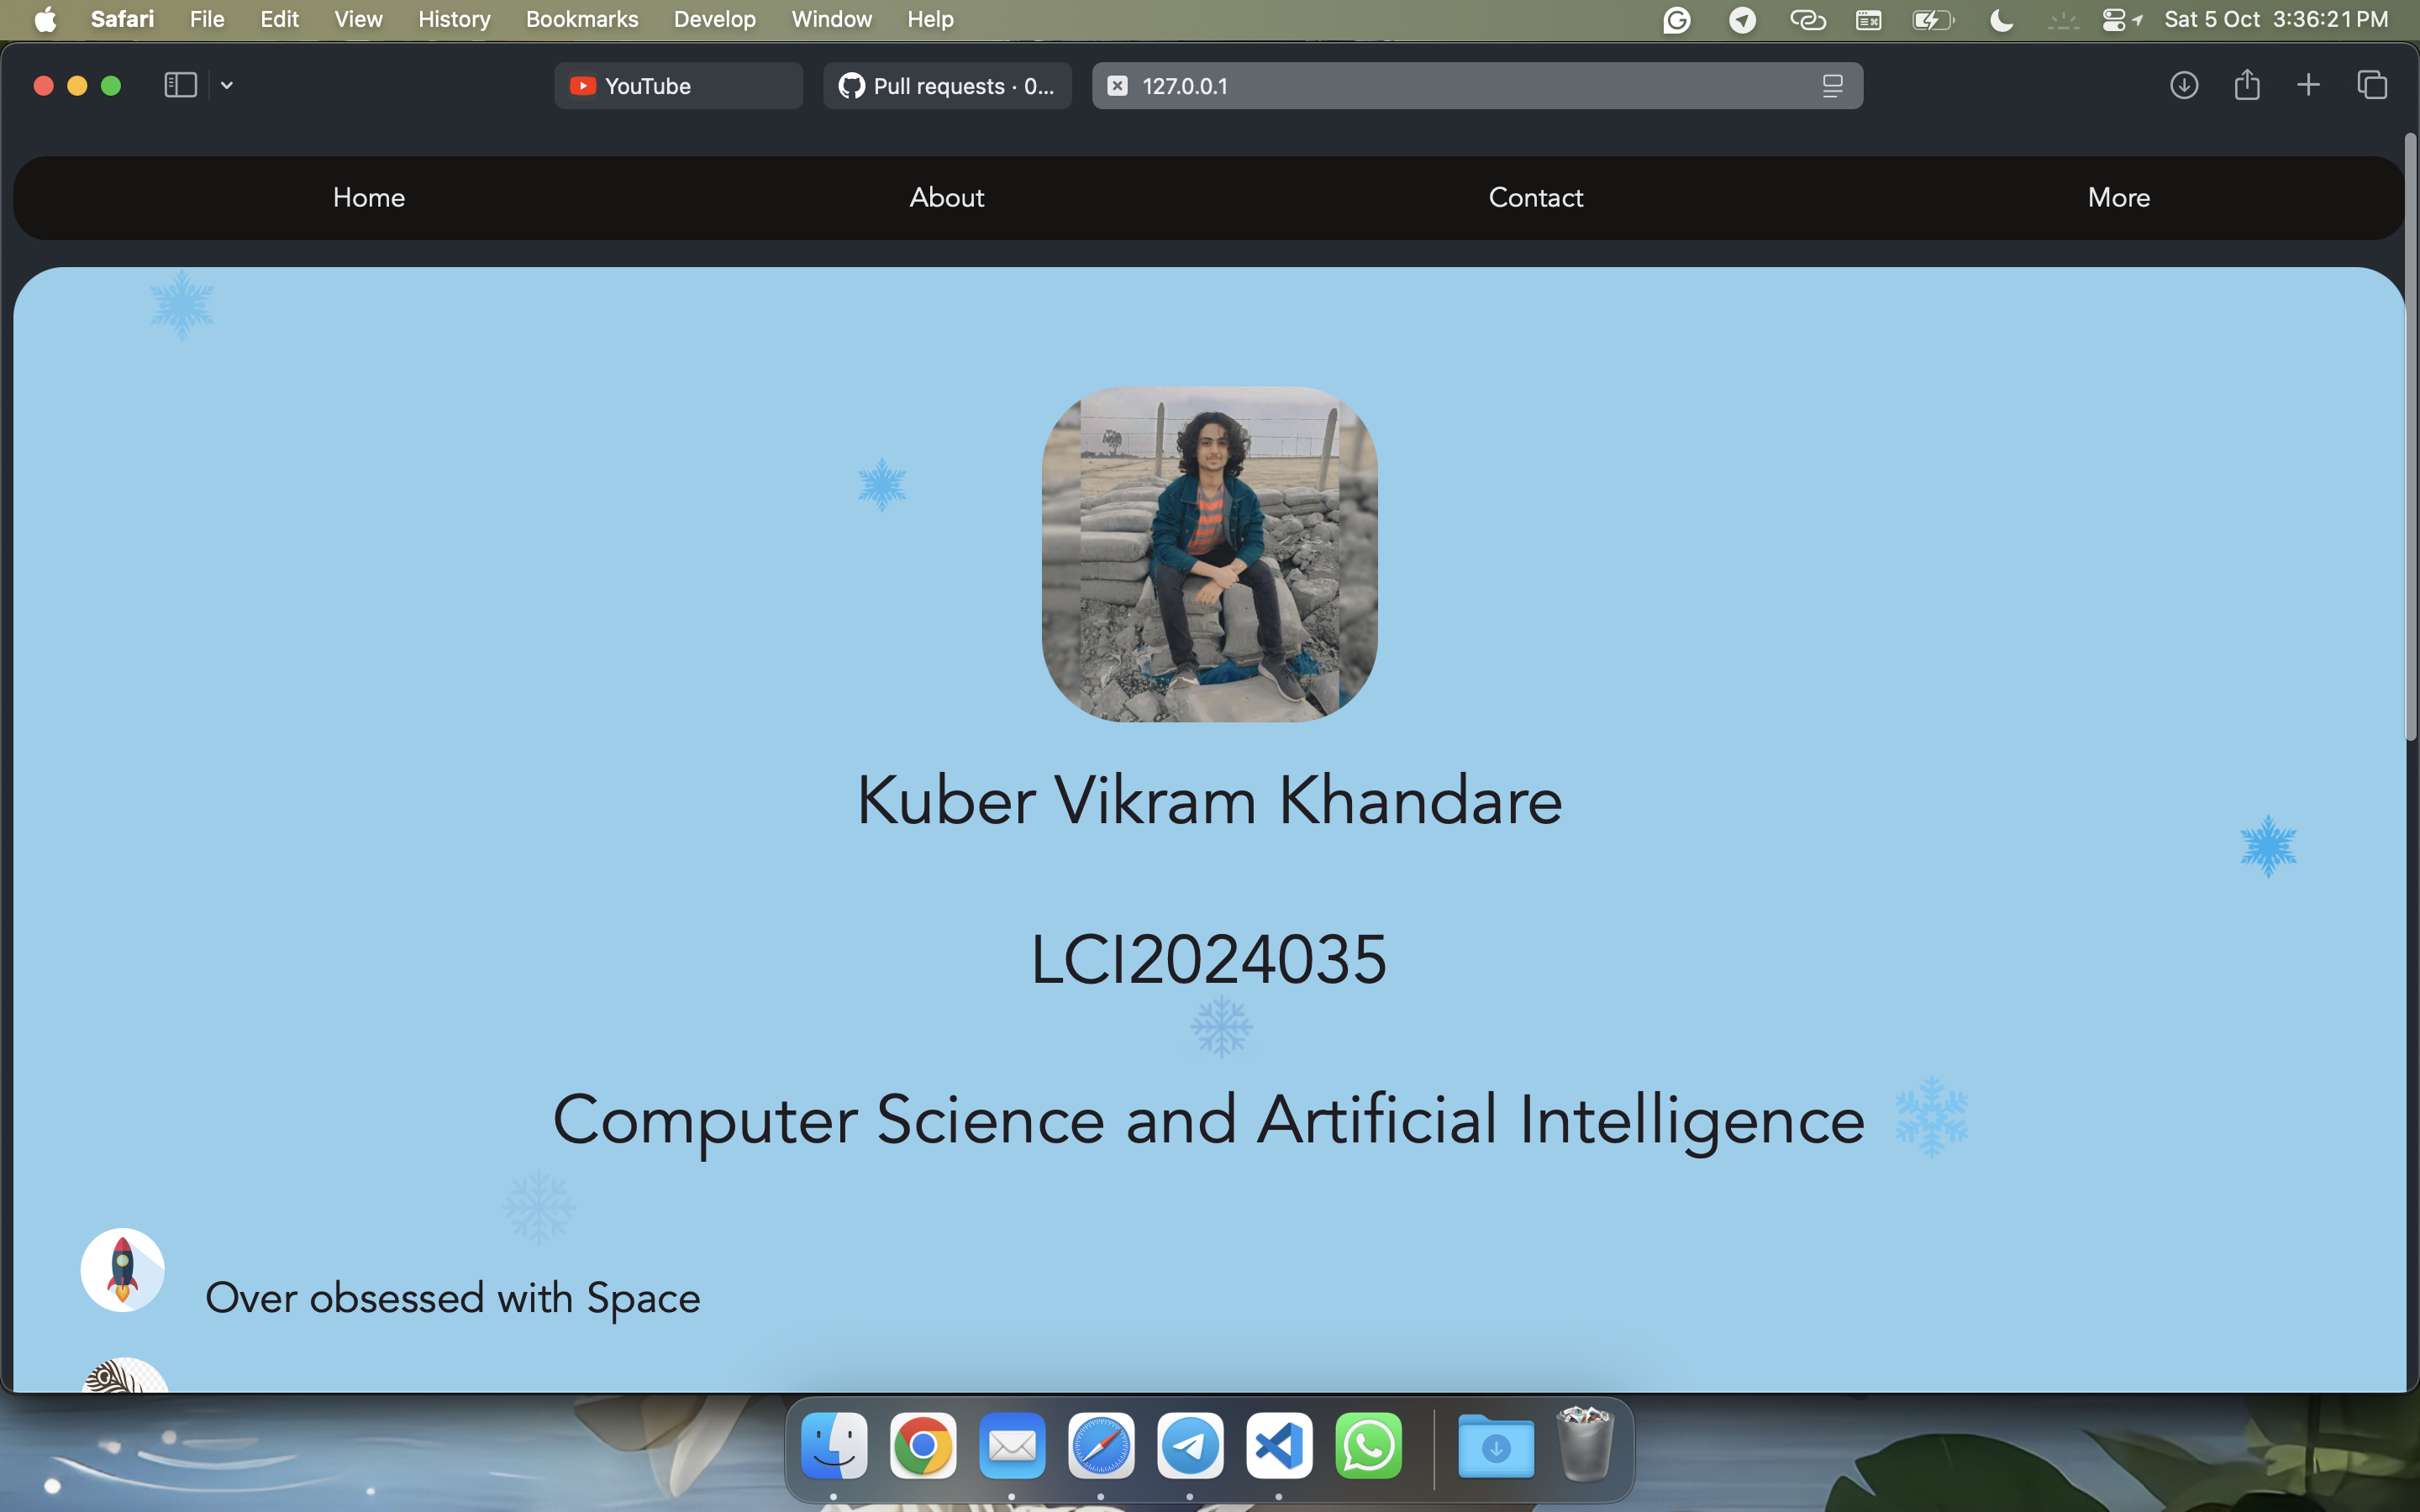 Safari File Edit View History Bookmarks Develop Window Help Sat 5 Oct 3:36:21 PM
YouTube Pull requests · 0... 127.0.0.1
Home About Contact More
Kuber Vikram Khandare
LCI2024035
Computer Science and Artificial Intelligence
Over obsessed with Space